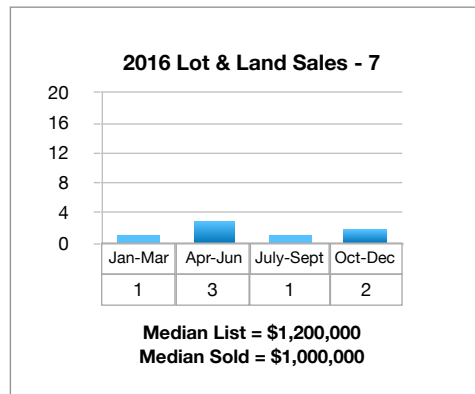 2016 Lot & Land Sales - 7
20
16
12
8
4
0
Jan-Mar Apr-Jun July-Sept Oct-Dec
1 3 1 2
Median List = $1,200,000
Median Sold = $1,000,000